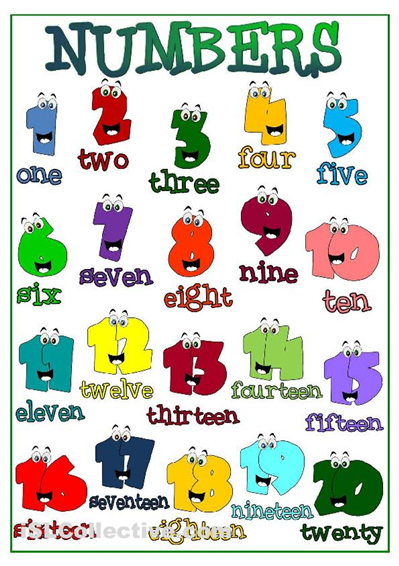 NUMBERS
1 2 3 4 5
one two three four five
6 7 8 9 10
six seven eight nine ten
11 12 13 14 15
eleven twelve thirteen fourteen fifteen
16 17 18 19 20
sixteen seventeen eighteen nineteen twenty
iSLCollective.com